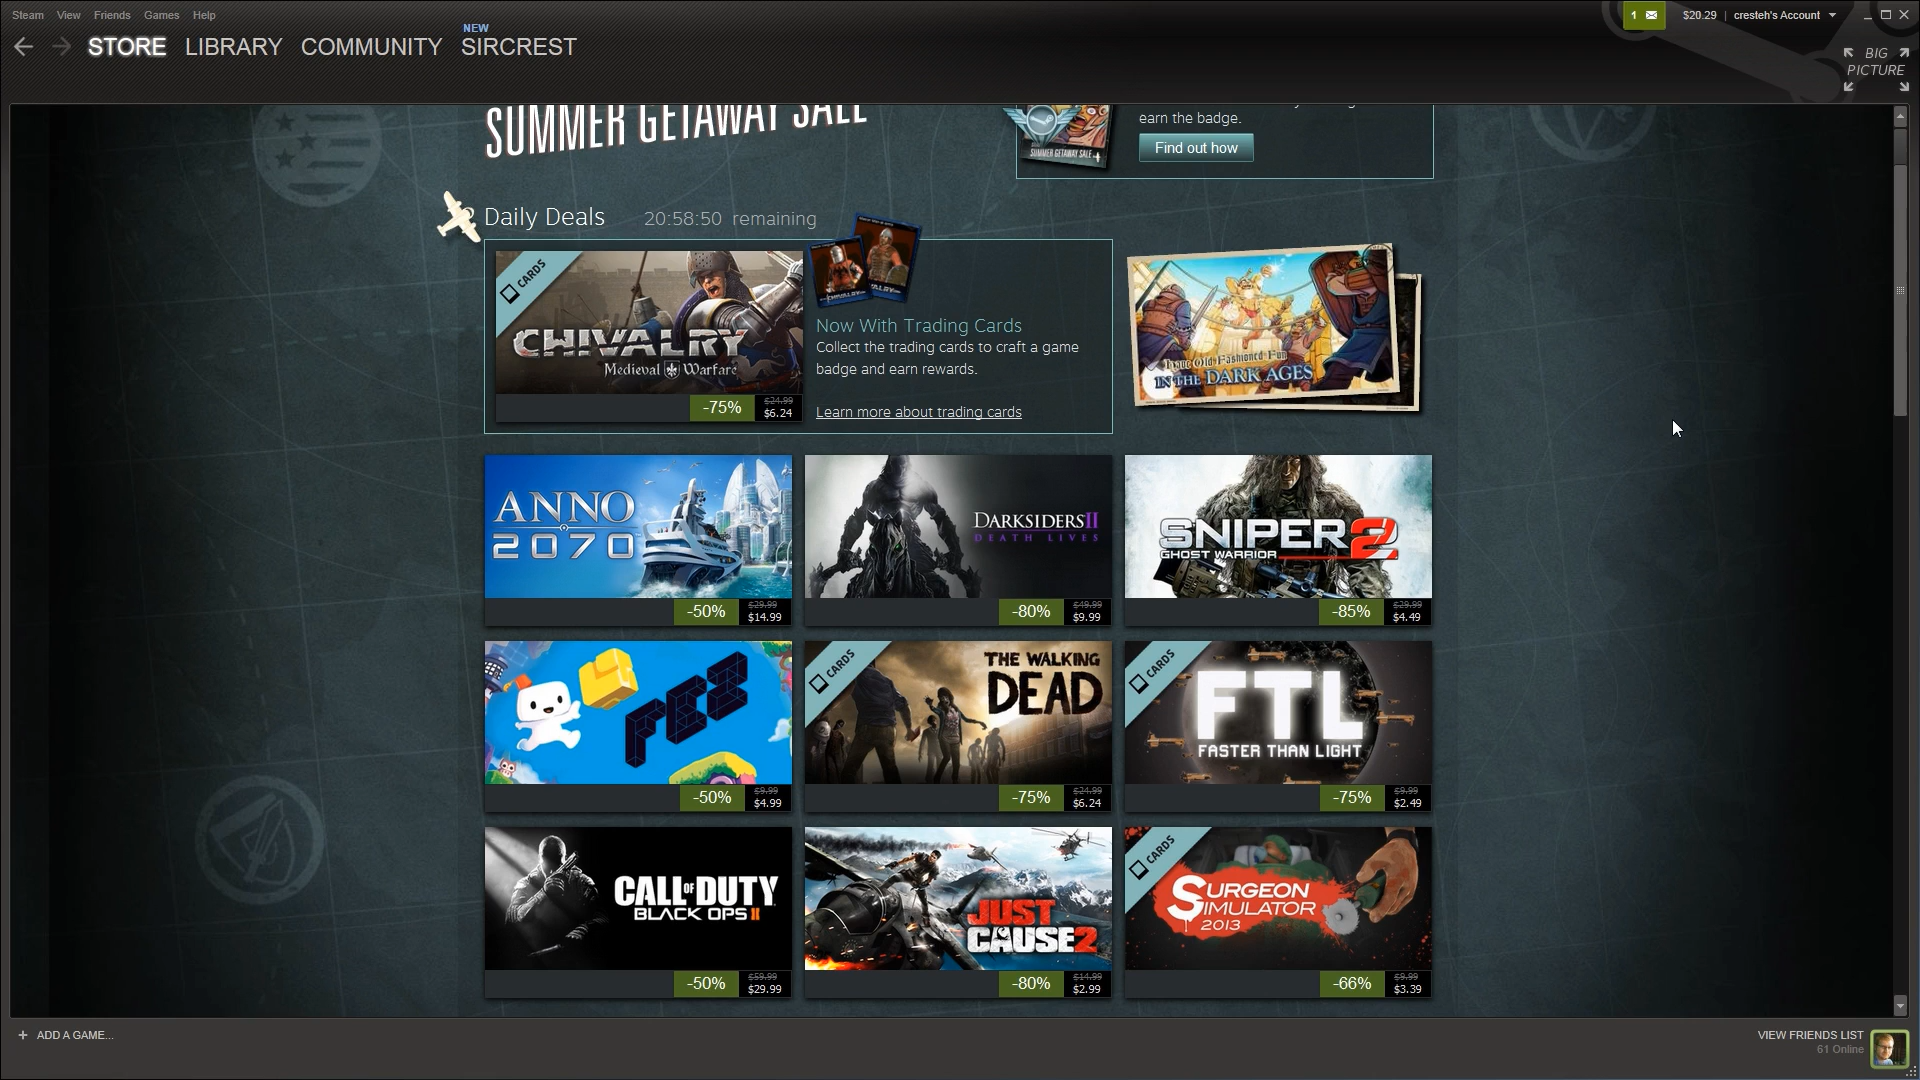 Steam View Friends Games Help
1 $20.29 | cresteh's Account
STORE LIBRARY COMMUNITY SIRCREST
NEW
BIG PICTURE
SUMMER GETAWAY SALE
earn the badge.
SUMMER GETAWAY SALE
Find out how
Daily Deals 20:58:50 remaining
CARDS
CHIVALRY
Medieval Warfare
-75% $24.99 $6.24
Now With Trading Cards
Collect the trading cards to craft a game
badge and earn rewards.
Learn more about trading cards
True Old-Fashioned Fun
IN THE DARK AGES
ANNO
2070
-50% $29.99 $14.99
DARKSIDERS II
DEATH LIVES
-80% $49.99 $9.99
SNIPER 2
GHOST WARRIOR
-85% $29.99 $4.49
FEZ
-50% $9.99 $4.99
CARDS
THE WALKING
DEAD
-75% $24.99 $6.24
CARDS
FTL
FASTER THAN LIGHT
-75% $9.99 $2.49
CALL OF DUTY
BLACK OPS II
-50% $59.99 $29.99
JUST
CAUSE 2
-80% $14.99 $2.99
CARDS
SURGEON
SIMULATOR
2013
-66% $9.99 $3.39
+ ADD A GAME...
VIEW FRIENDS LIST
61 Online